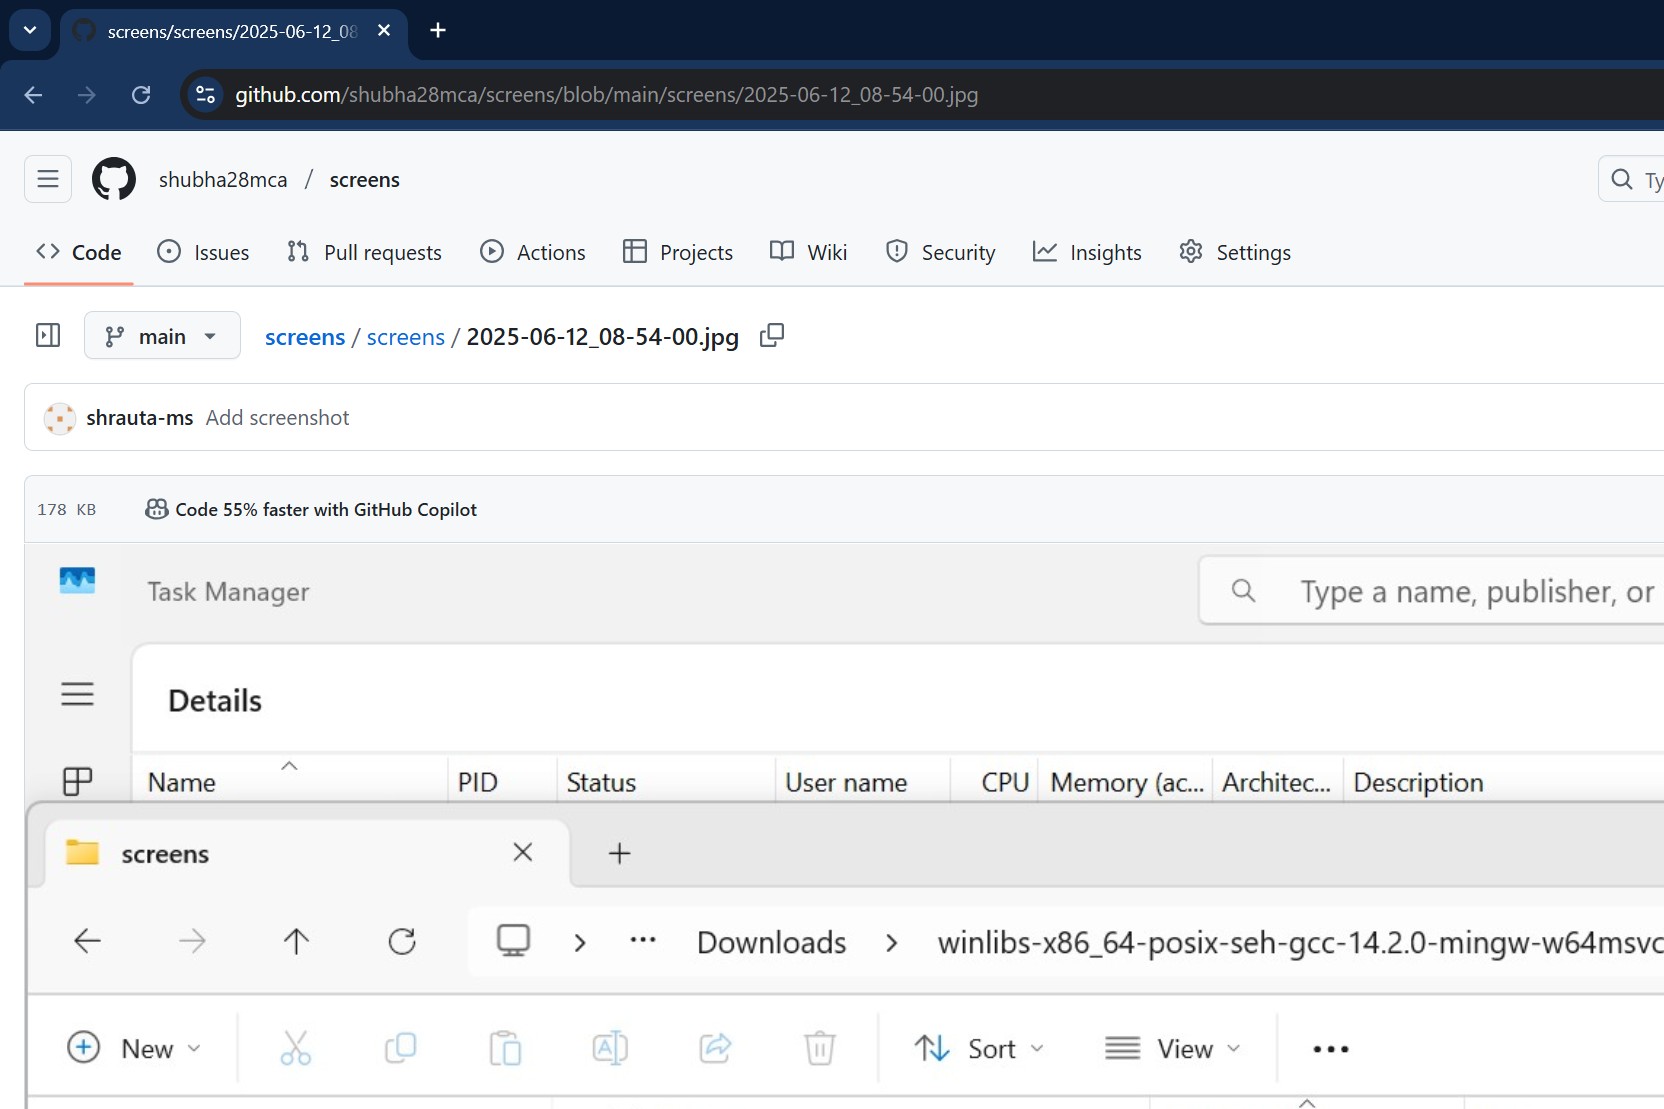 screens/screens/2025-06-12_08
github.com/shubha28mca/screens/blob/main/screens/2025-06-12_08-54-00.jpg
shubha28mca / screens
Ty
Code Issues Pull requests Actions Projects Wiki Security Insights Settings
main screens / screens / 2025-06-12_08-54-00.jpg
shrauta-ms Add screenshot
178 KB Code 55% faster with GitHub Copilot
Task Manager Type a name, publisher, or
Details
Name PID Status User name CPU Memory (ac... Architec... Description
screens
... Downloads > winlibs-x86_64-posix-seh-gcc-14.2.0-mingw-w64msvc
New Sort View ...